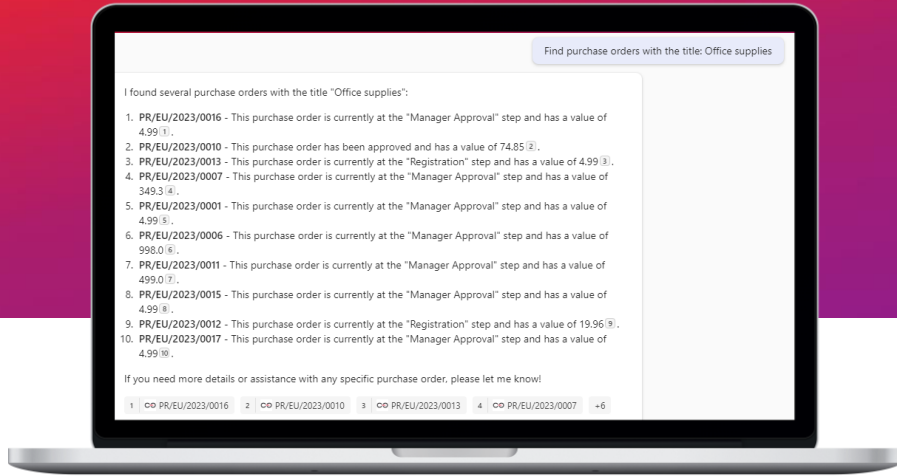 Find purchase orders with the title: Office supplies
I found several purchase orders with the title "Office supplies":
1. PR/EU/2023/0016 - This purchase order is currently at the "Manager Approval" step and has a value of
4.99 1 .
2. PR/EU/2023/0010 - This purchase order has been approved and has a value of 74.85 2 .
3. PR/EU/2023/0013 - This purchase order is currently at the "Registration" step and has a value of 4.99 3 .
4. PR/EU/2023/0007 - This purchase order is currently at the "Manager Approval" step and has a value of
349.3 4 .
5. PR/EU/2023/0001 - This purchase order is currently at the "Manager Approval" step and has a value of
4.99 5 .
6. PR/EU/2023/0006 - This purchase order is currently at the "Manager Approval" step and has a value of
998.0 6 .
7. PR/EU/2023/0011 - This purchase order is currently at the "Manager Approval" step and has a value of
499.0 7 .
8. PR/EU/2023/0015 - This purchase order is currently at the "Manager Approval" step and has a value of
4.99 8 .
9. PR/EU/2023/0012 - This purchase order is currently at the "Registration" step and has a value of 19.96 9 .
10. PR/EU/2023/0017 - This purchase order is currently at the "Manager Approval" step and has a value of
4.99 10 .
If you need more details or assistance with any specific purchase order, please let me know!
1 CO PR/EU/2023/0016 2 CO PR/EU/2023/0010 3 CO PR/EU/2023/0013 4 CO PR/EU/2023/0007 +6